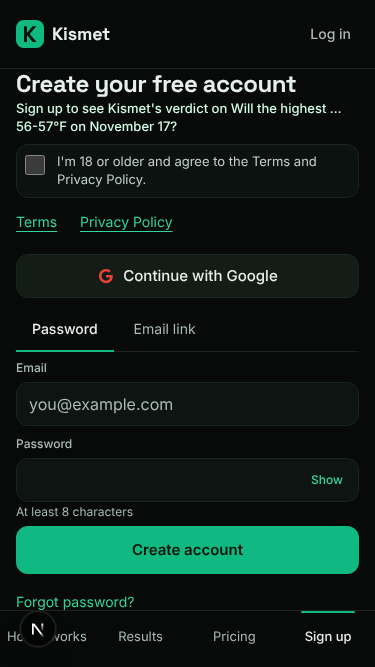 K Kismet
Log in
Create your free account
Sign up to see Kismet's verdict on Will the highest ...
56-57°F on November 17?
I'm 18 or older and agree to the Terms and
Privacy Policy.
Terms Privacy Policy
G Continue with Google
Password Email link
Email
you@example.com
Password
Show
At least 8 characters
Create account
Forgot password?
N
works Results Pricing Sign up